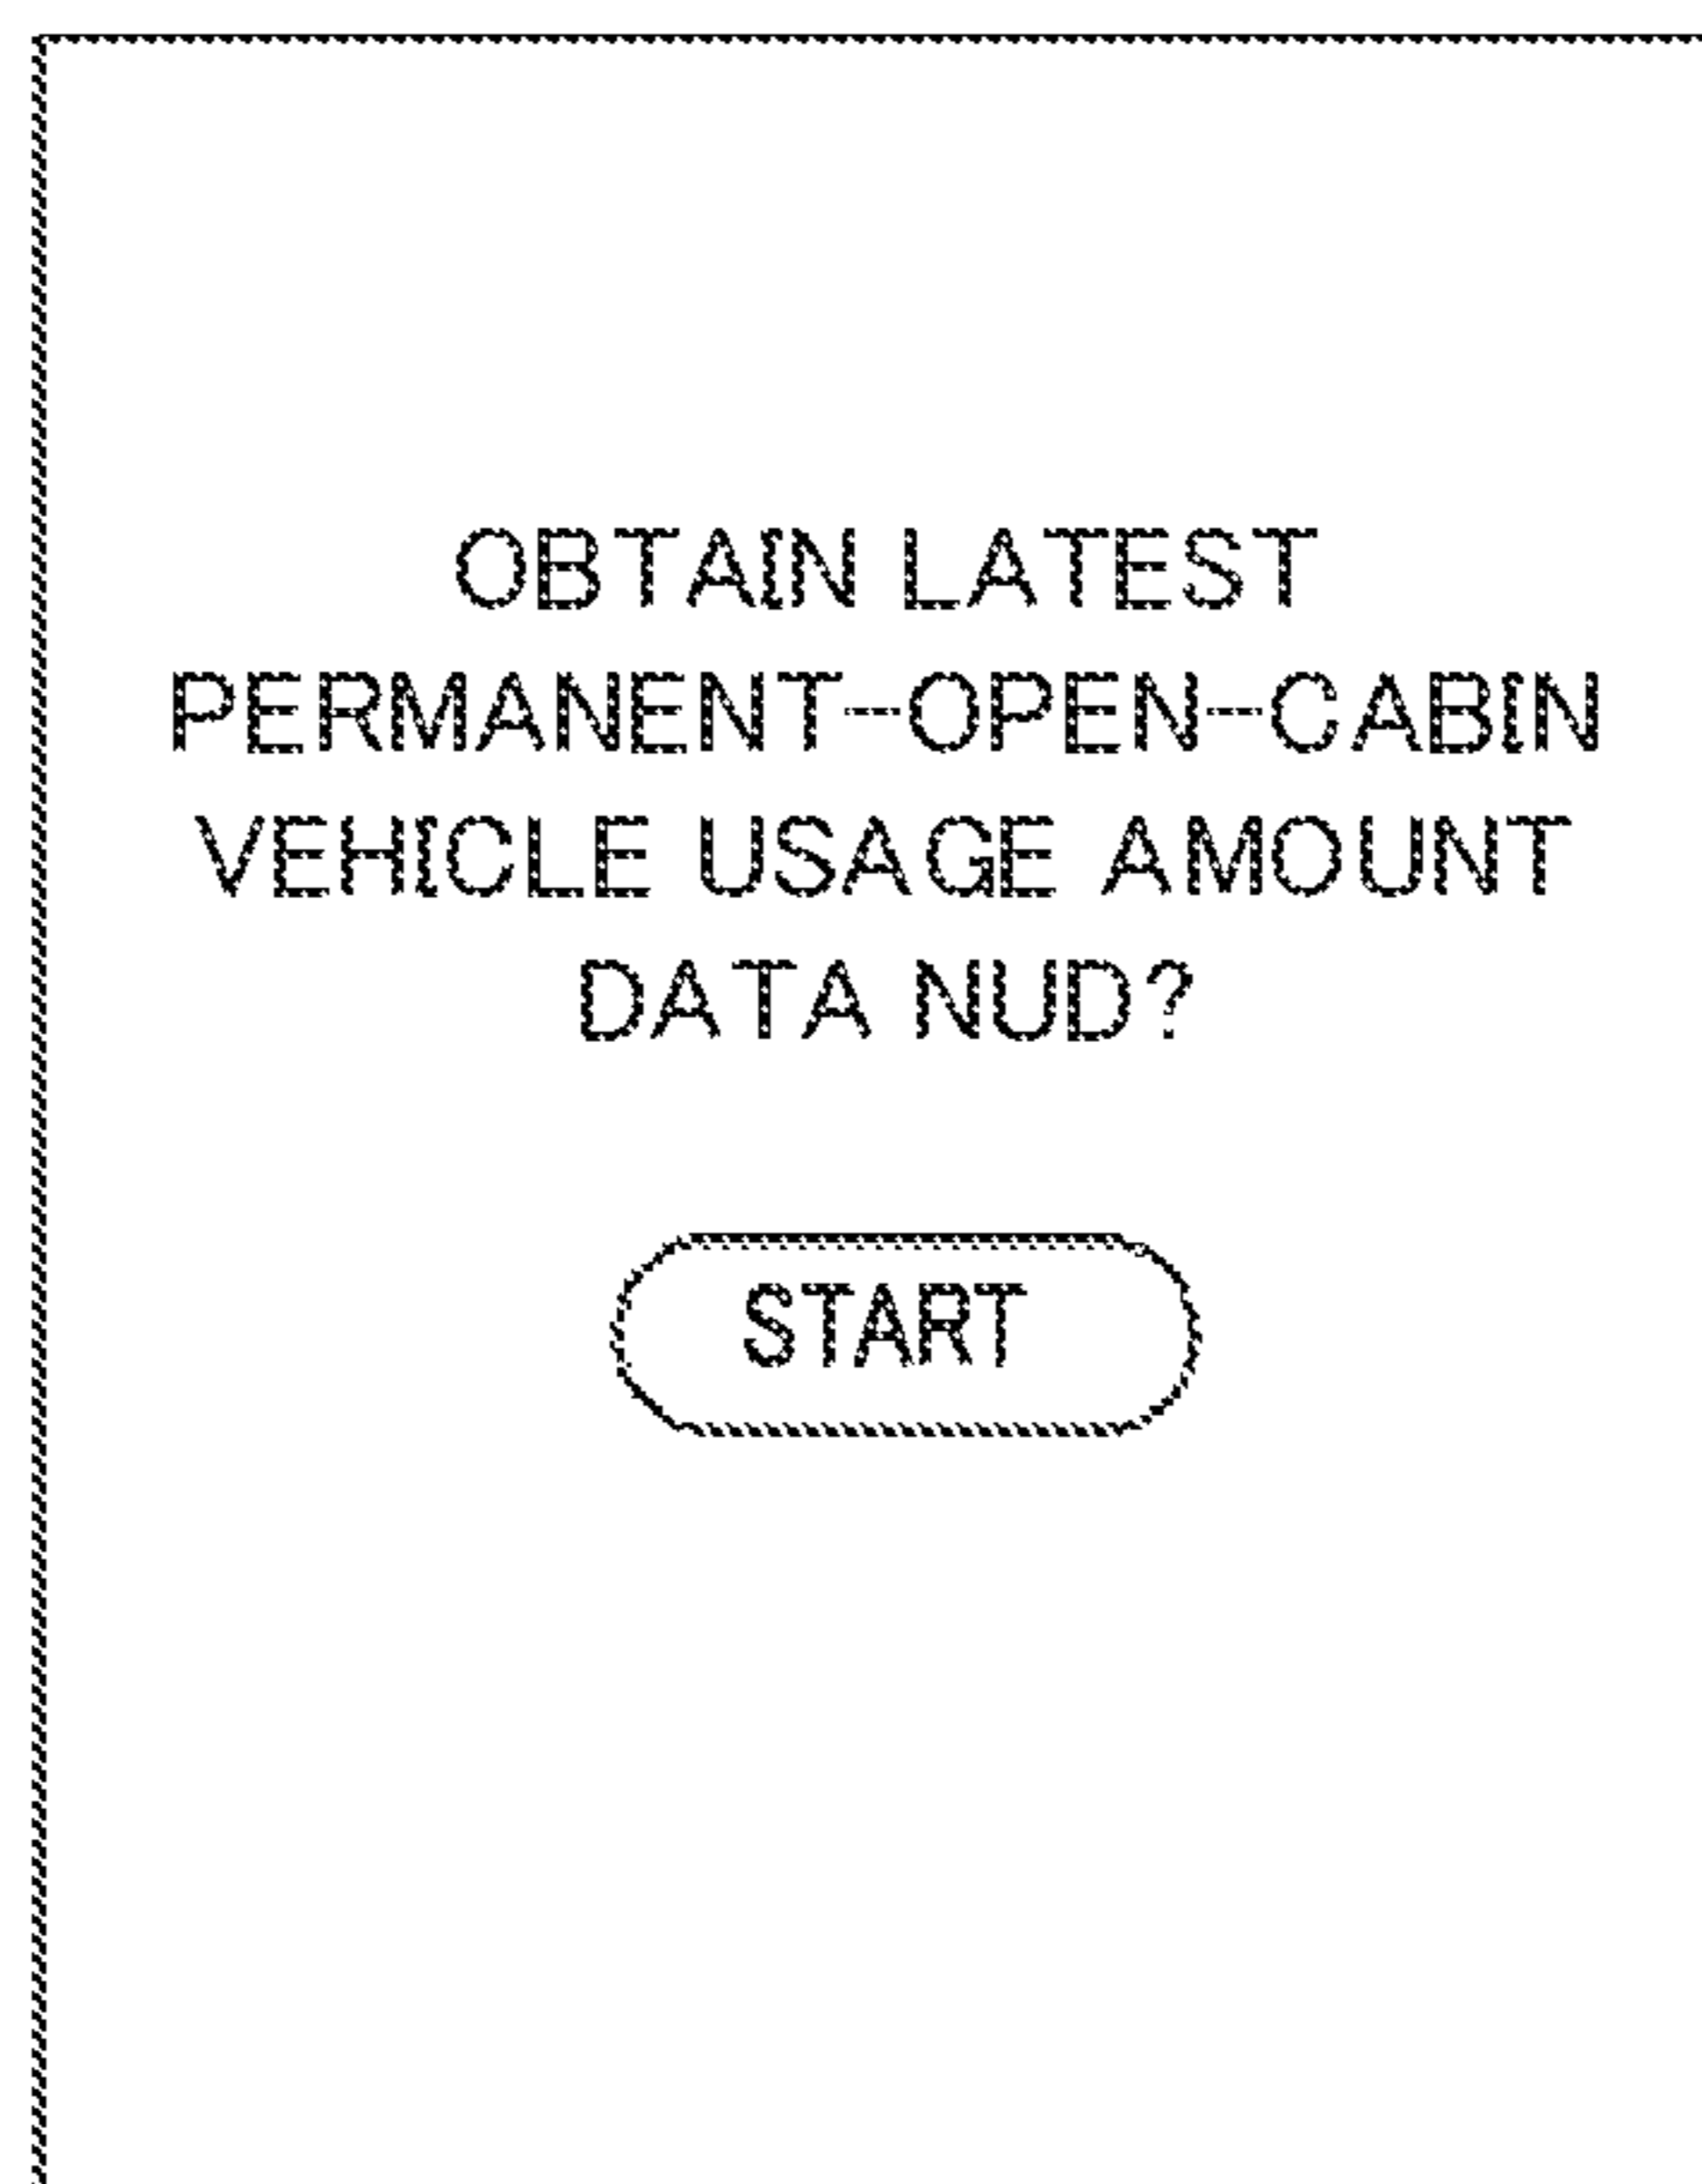 OBTAIN LATEST
PERMANENT-OPEN-CABIN
VEHICLE USAGE AMOUNT
DATA NUD?
START